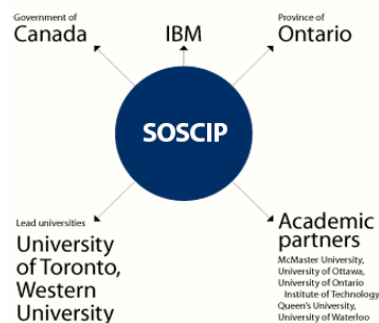 Government of
Canada
IBM
Province of
Ontario
SOSCIP
Lead universities
University
of Toronto,
Western
University
Academic
partners
McMaster University,
University of Ottawa,
University of Ontario
Institute of Technology
Queen's University,
University of Waterloo